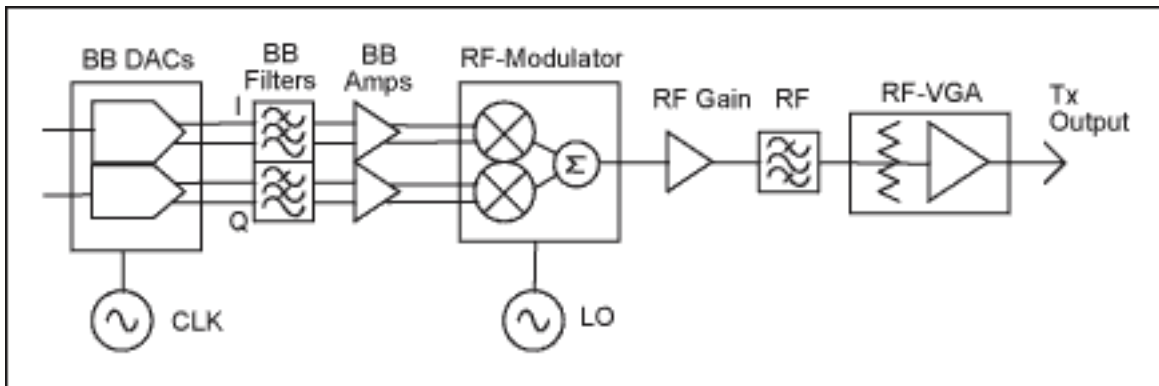 BB DACs
BB
Filters
BB
Amps
RF-Modulator
RF Gain
RF
RF-VGA
Tx
Output
I
Q
Σ
CLK
LO